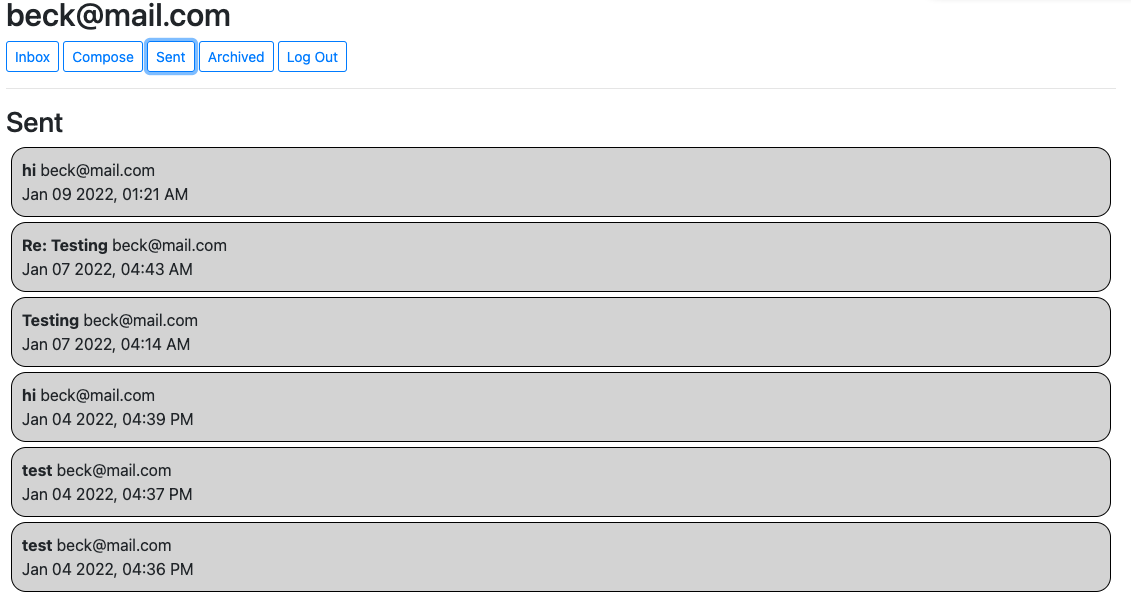 beck@mail.com
Inbox Compose Sent Archived Log Out
Sent
hi beck@mail.com
Jan 09 2022, 01:21 AM
Re: Testing beck@mail.com
Jan 07 2022, 04:43 AM
Testing beck@mail.com
Jan 07 2022, 04:14 AM
hi beck@mail.com
Jan 04 2022, 04:39 PM
test beck@mail.com
Jan 04 2022, 04:37 PM
test beck@mail.com
Jan 04 2022, 04:36 PM